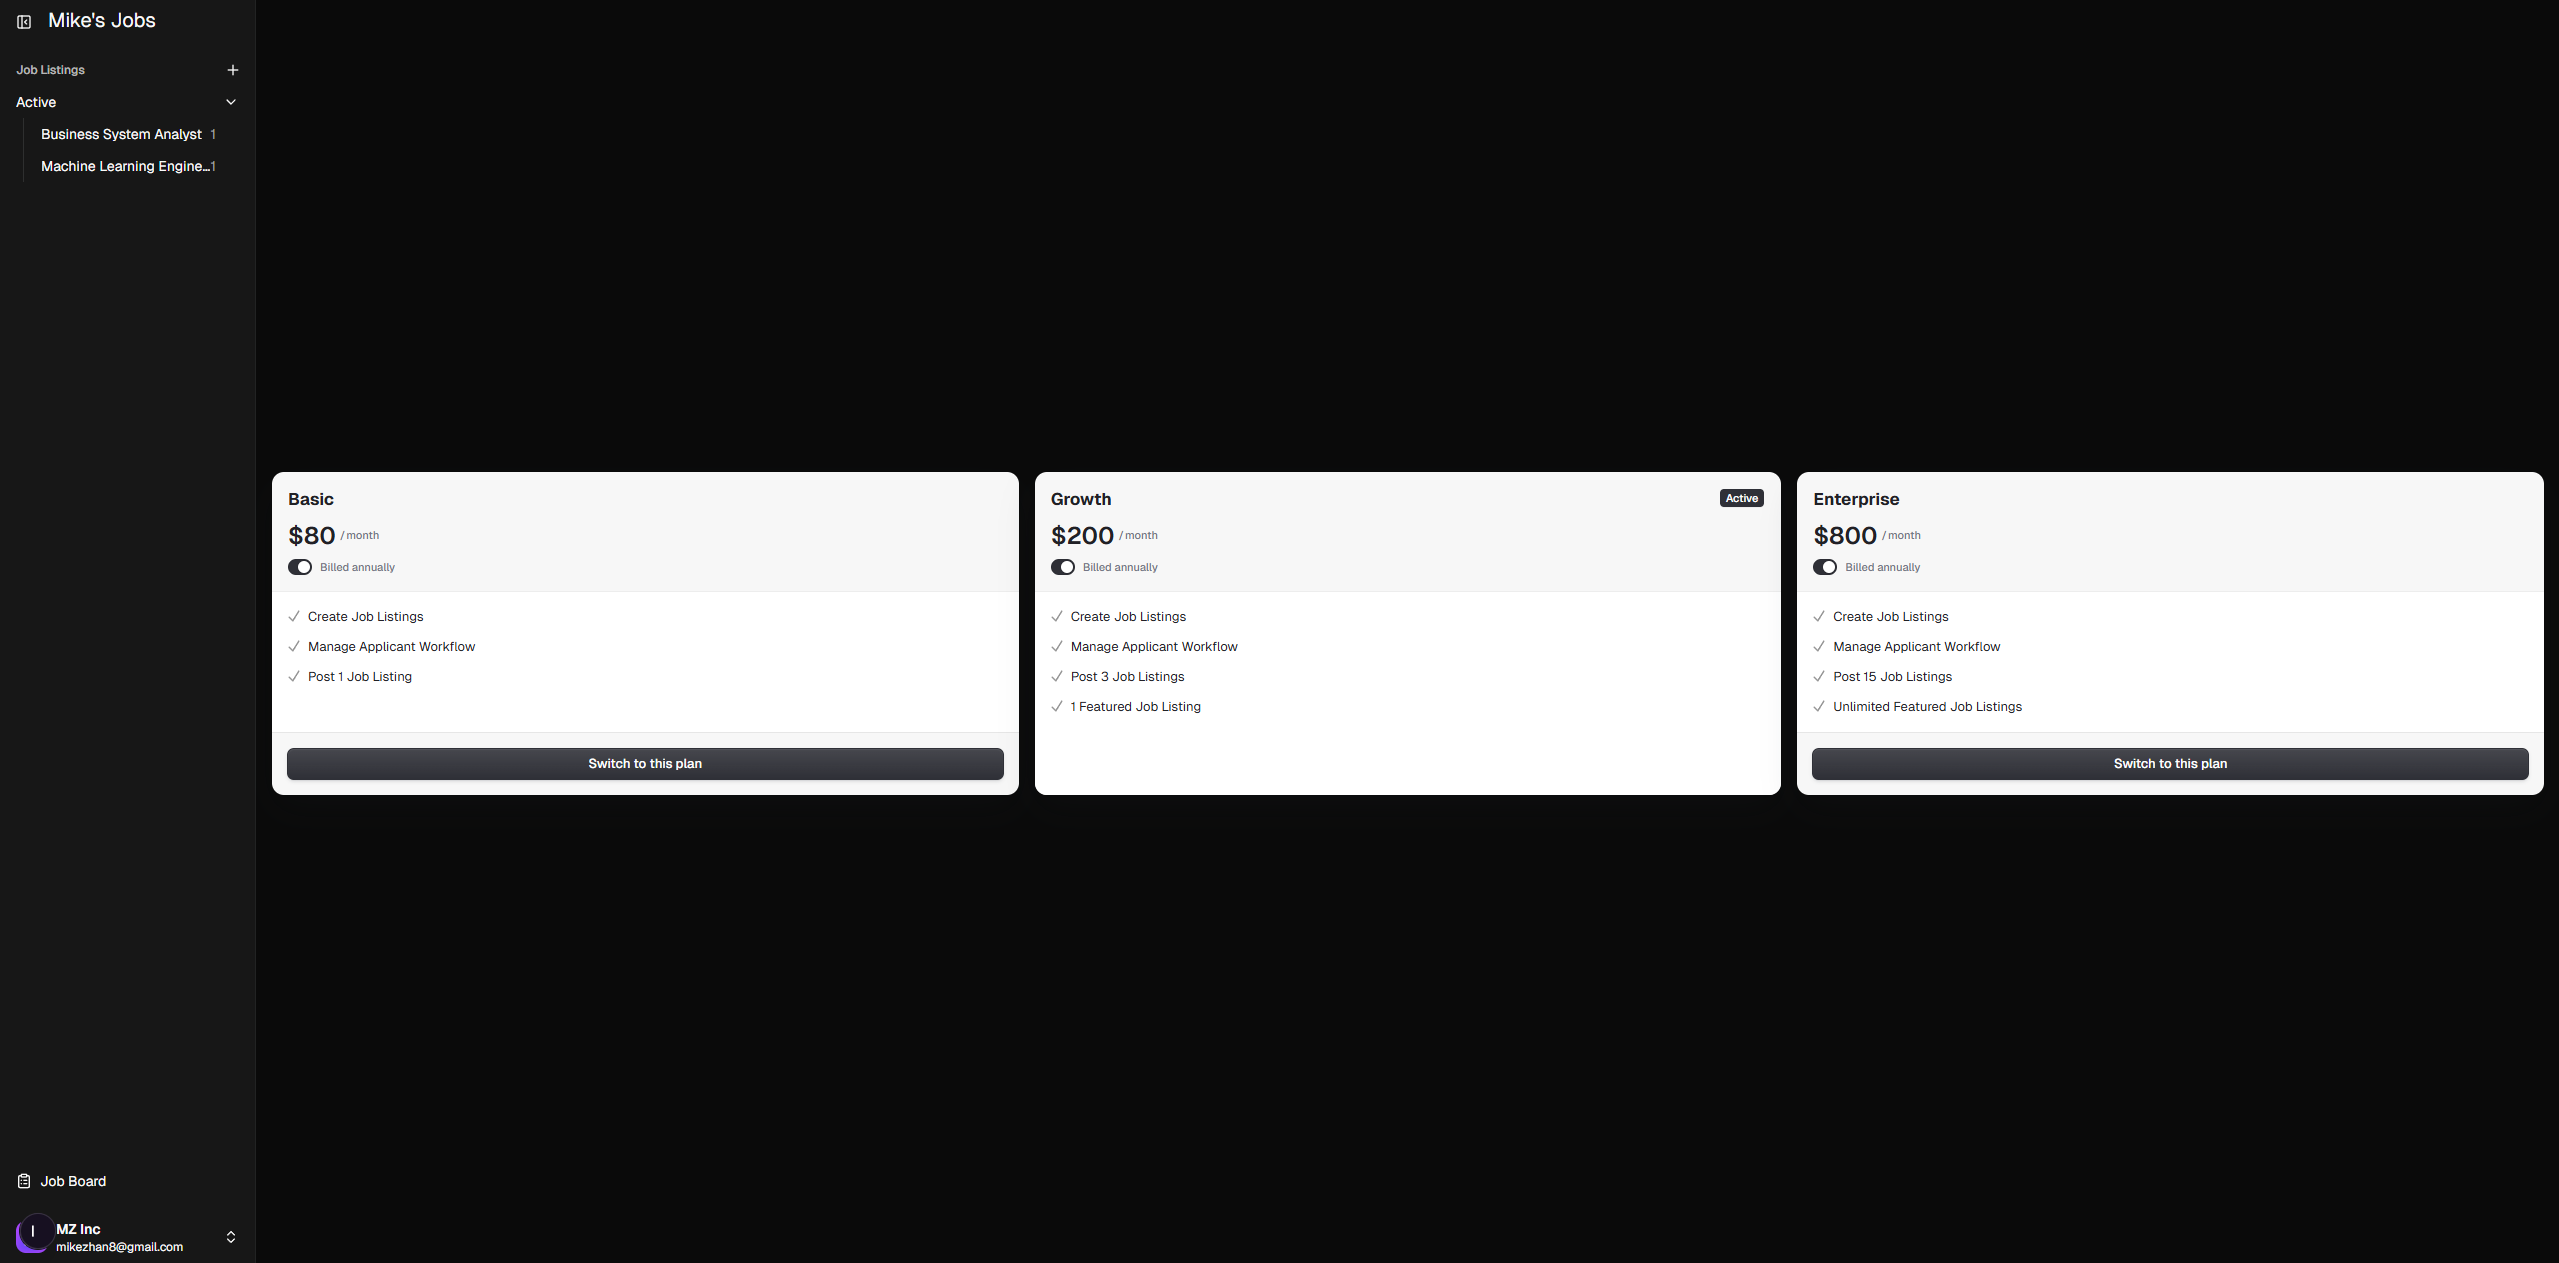 Mike's Jobs
Job Listings
Active
Business System Analyst 1
Machine Learning Engine...1
Basic
$80 / month
Billed annually
Create Job Listings
Manage Applicant Workflow
Post 1 Job Listing
Switch to this plan
Growth
Active
$200 / month
Billed annually
Create Job Listings
Manage Applicant Workflow
Post 3 Job Listings
1 Featured Job Listing
Enterprise
$800 / month
Billed annually
Create Job Listings
Manage Applicant Workflow
Post 15 Job Listings
Unlimited Featured Job Listings
Switch to this plan
Job Board
MZ Inc
mikezhan8@gmail.com